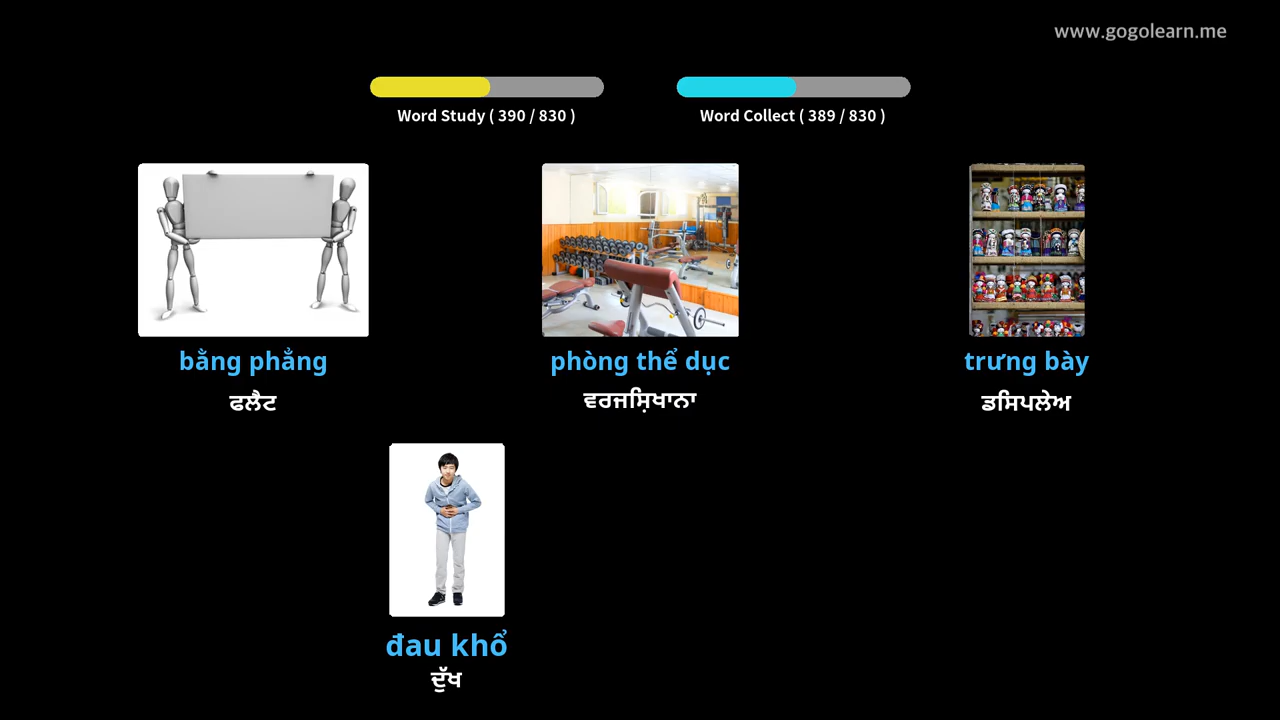 www.gogolearn.me
Word Study ( 390 / 830 )
Word Collect ( 389 / 830 )
bằng phẳng
phòng thể dục
trưng bày
ਫਲੈਟ
ਵਰਜਸ਼ਿਖਾਨਾ
ਡਸਿਪਲੇਅ
đau khổ
ਦੁੱਖ